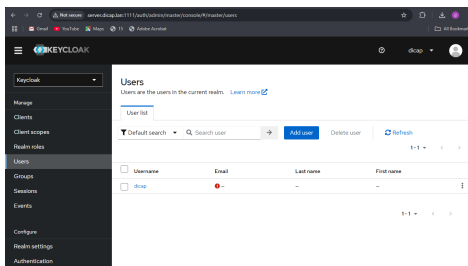 Not secure server.dicap.lan:1111/auth/admin/master/console/#/master/users
Gmail YouTube Maps (1) 11 Adobe Acrobat All Bookmarks
KEYCLOAK dicap
Keycloak
Manage
Clients
Client scopes
Realm roles
Users
Groups
Sessions
Events
Configure
Realm settings
Authentication
Users
Users are the users in the current realm. Learn more
User list
Default search Search user Add user Delete user Refresh
1-1
Username Email Last name First name
dicap – – –
1-1